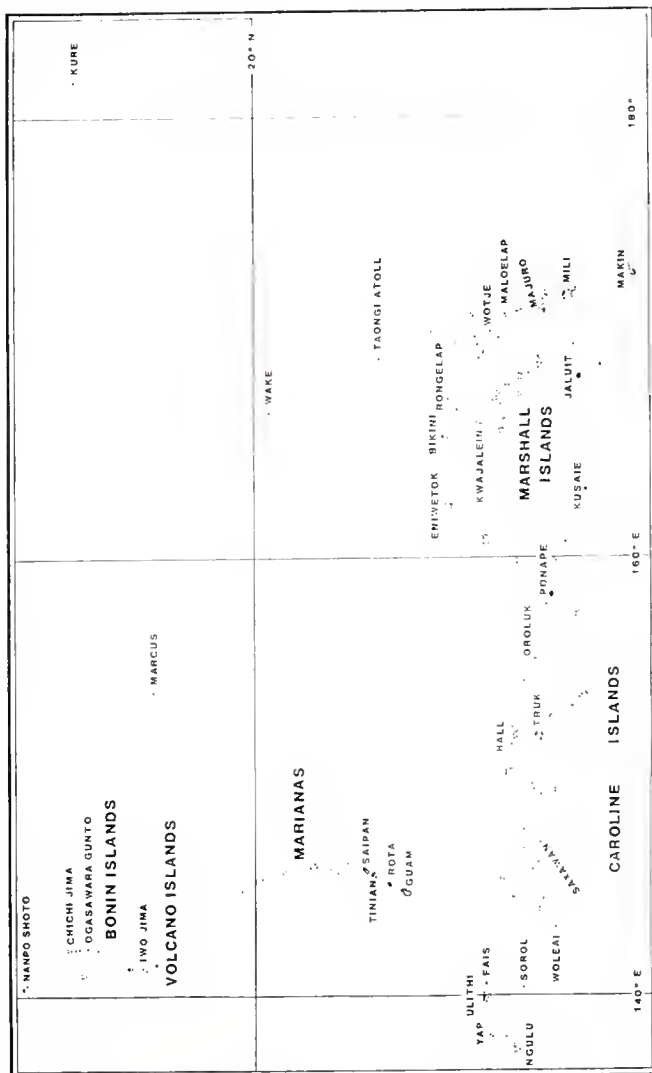 NANPO SHOTO
CHICHI JIMA
OGASAWARA GUNTO
BONIN ISLANDS
IWO JIMA
VOLCANO ISLANDS
MARCUS
KURE
20° N
WAKE
MARIANAS
SAIPAN
TINIAN
ROTA
GUAM
TAONGI ATOLL
ENIWETOK
BIKINI
RONGELAP
KWAJALEIN
WOTJE
MALOELAP
MARSHALL
ISLANDS
MAJURO
MILI
JALUIT
KUSAIE
MAKIN
ULITHI
YAP
FAIS
NGULU
SOROL
WOLEAI
HALL
TRUK
OROLUK
PONAPE
CAROLINE
ISLANDS
140° E
160° E
180°